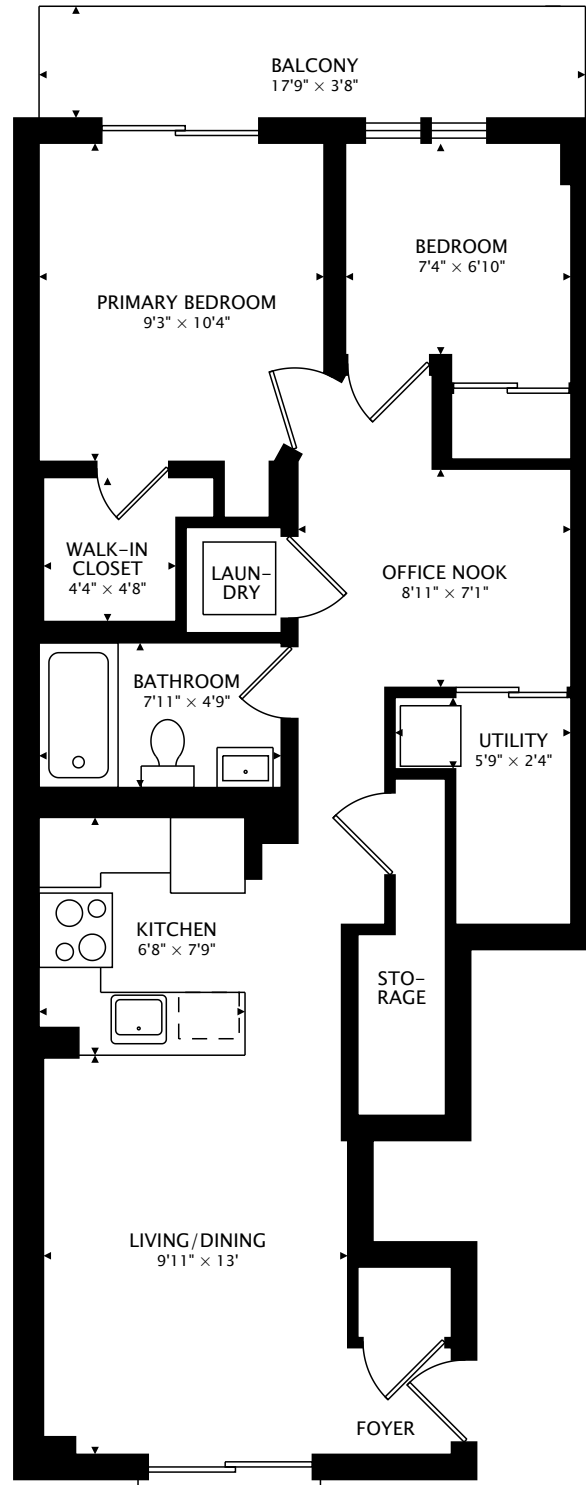 BALCONY
17'9" × 3'8"
BEDROOM
7'4" × 6'10"
PRIMARY BEDROOM
9'3" × 10'4"
WALK-IN
CLOSET
4'4" × 4'8"
LAUN-
DRY
OFFICE NOOK
8'11" × 7'1"
BATHROOM
7'11" × 4'9"
UTILITY
5'9" × 2'4"
KITCHEN
6'8" × 7'9"
STO-
RAGE
LIVING/DINING
9'11" × 13'
FOYER